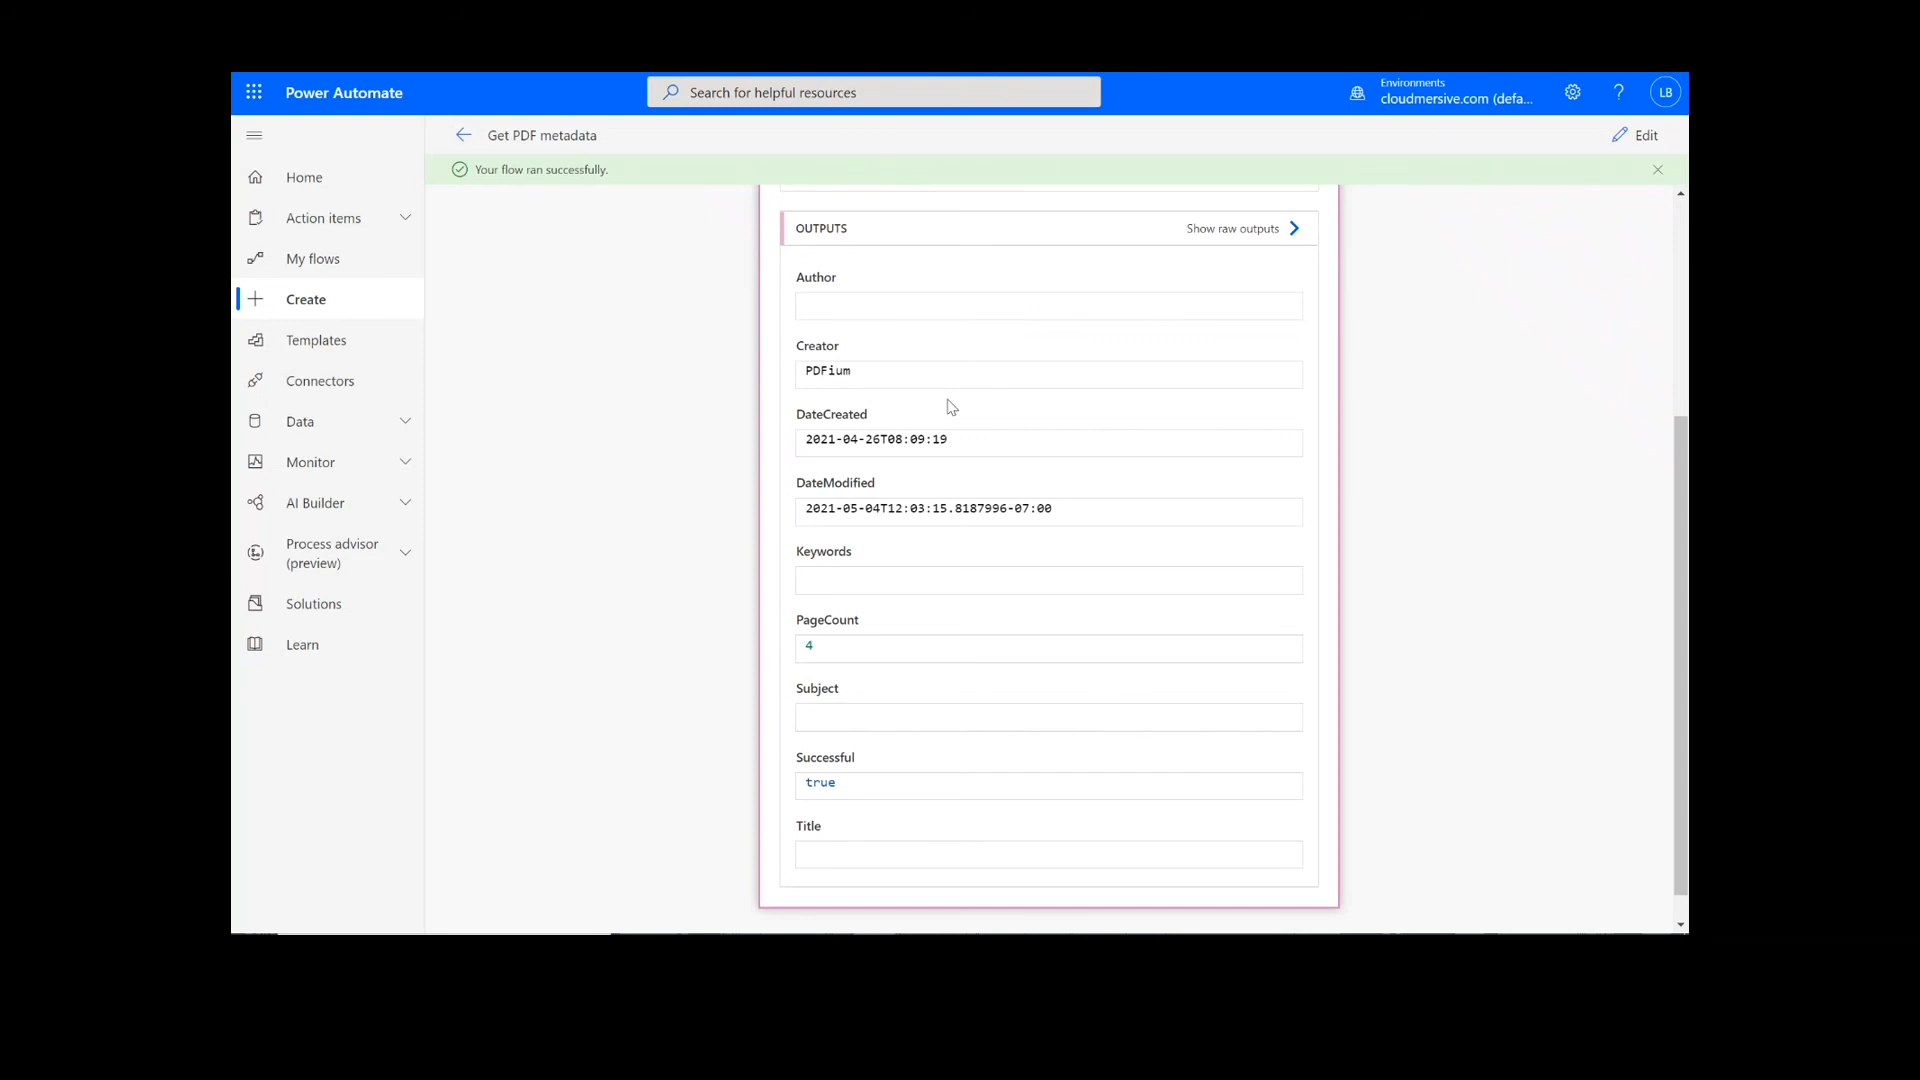 Power Automate
Search for helpful resources
Environments
cloudmersive.com (defa...
?
LB
Get PDF metadata
Edit
Your flow ran successfully.
Home
Action items
My flows
Create
Templates
Connectors
Data
Monitor
AI Builder
Process advisor
(preview)
Solutions
Learn
OUTPUTS
Show raw outputs
Author
Creator
PDFium
DateCreated
2021-04-26T08:09:19
DateModified
2021-05-04T12:03:15.8187996-07:00
Keywords
PageCount
4
Subject
Successful
true
Title